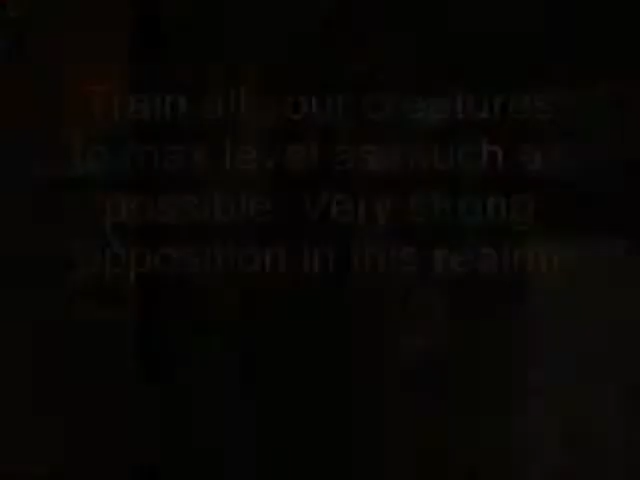 Train all your creatures
to max level as much as
possible. Very strong
opposition in this realm.